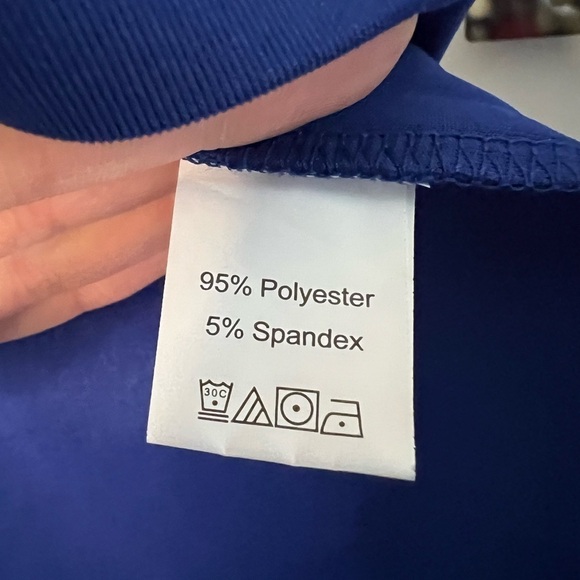 95% Polyester
5% Spandex
30C